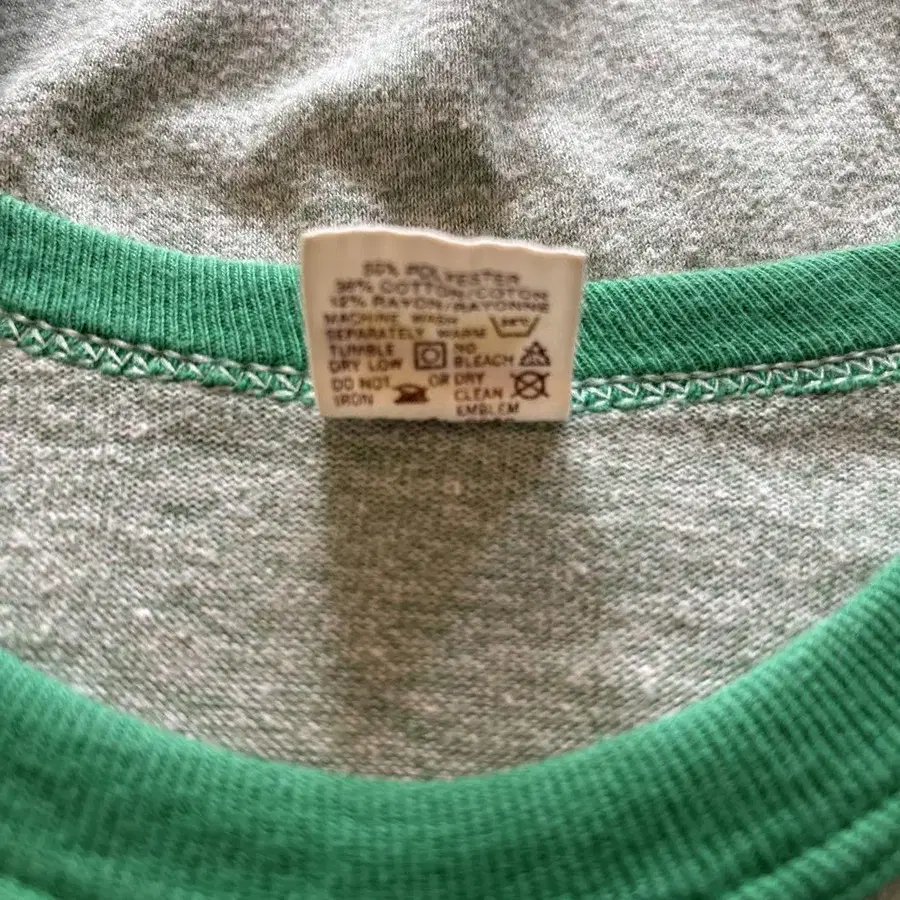 50% POLYESTER
38% COTTON/COTON
12% RAYON/RAYONNE
MACHINE WASH
SEPARATELY WARM
TUMBLE DRY LOW
NO BLEACH
DO NOT IRON
OR DRY CLEAN EMBLEM